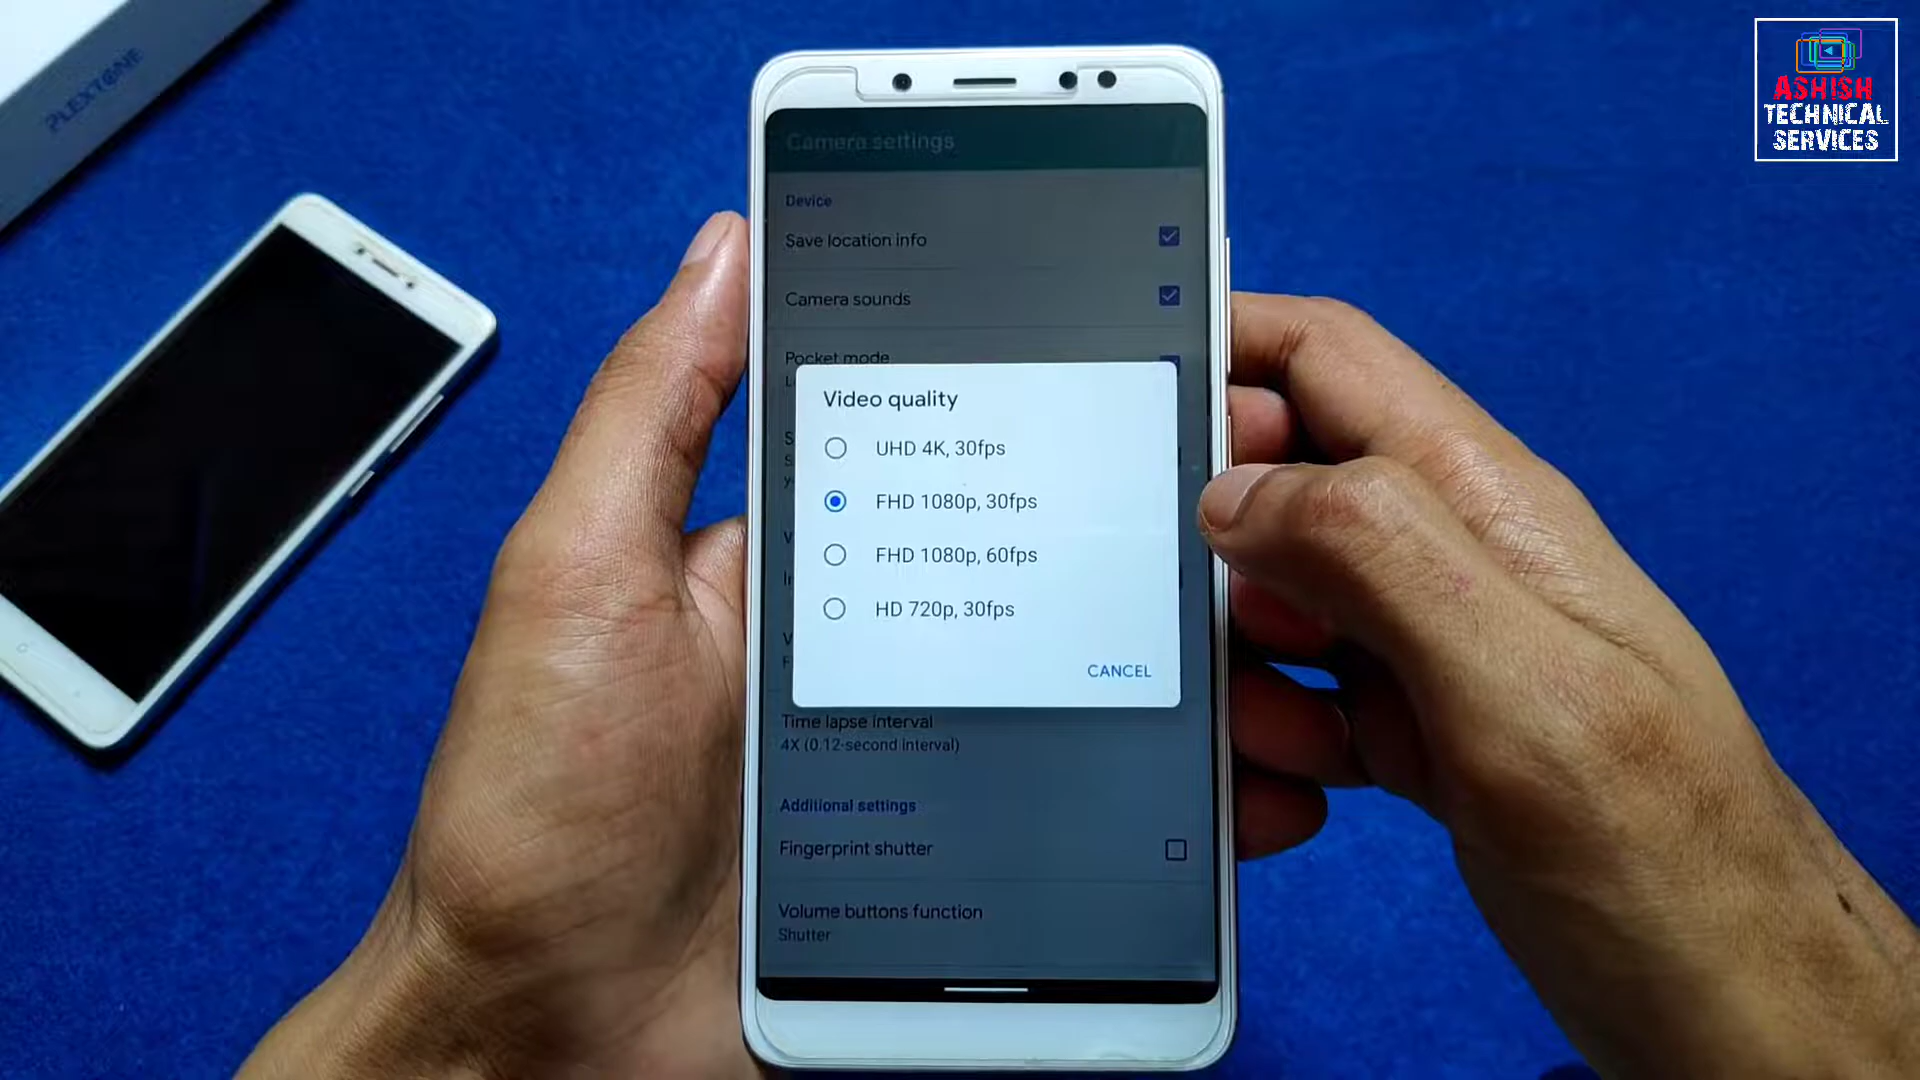 PLEXTONE
ASHISH
TECHNICAL
SERVICES
Camera settings
Device
Save location info
Camera sounds
Pocket mode
Video quality
UHD 4K, 30fps
FHD 1080p, 30fps
FHD 1080p, 60fps
HD 720p, 30fps
CANCEL
Time lapse interval
4X (0.12-second interval)
Additional settings
Fingerprint shutter
Volume buttons function
Shutter